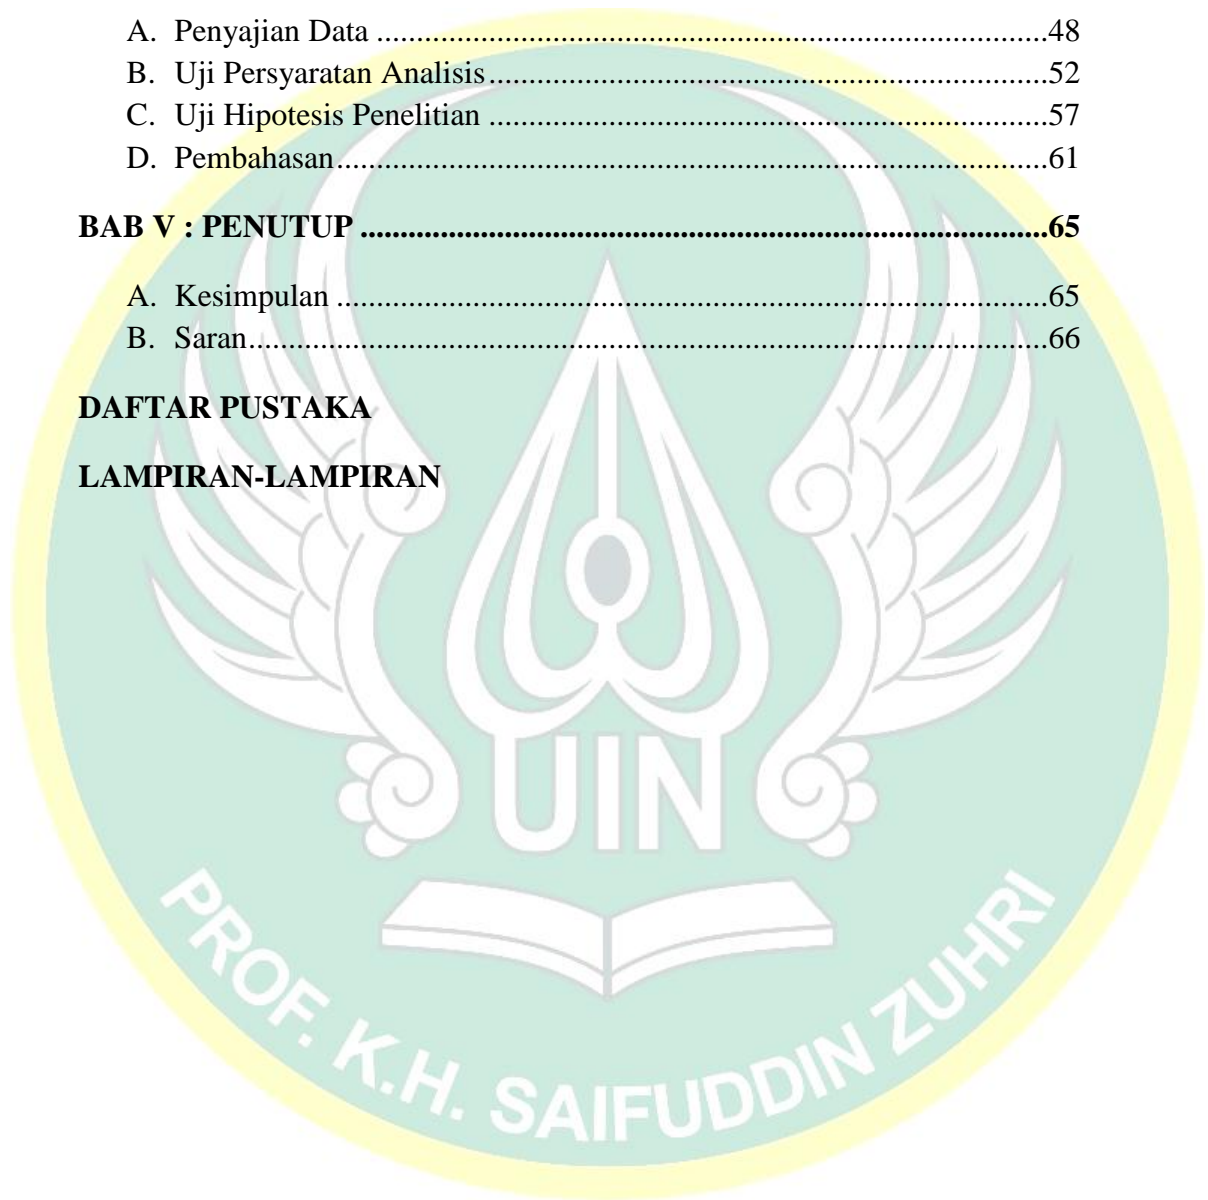 A. Penyajian Data ....................................................................................48
B. Uji Persyaratan Analisis......................................................................52
C. Uji Hipotesis Penelitian ......................................................................57
D. Pembahasan.........................................................................................61
BAB V : PENUTUP ......................................................................................65
A. Kesimpulan .........................................................................................65
B. Saran....................................................................................................66
DAFTAR PUSTAKA
LAMPIRAN-LAMPIRAN
UIN
PROF. K.H. SAIFUDDIN ZUHRI